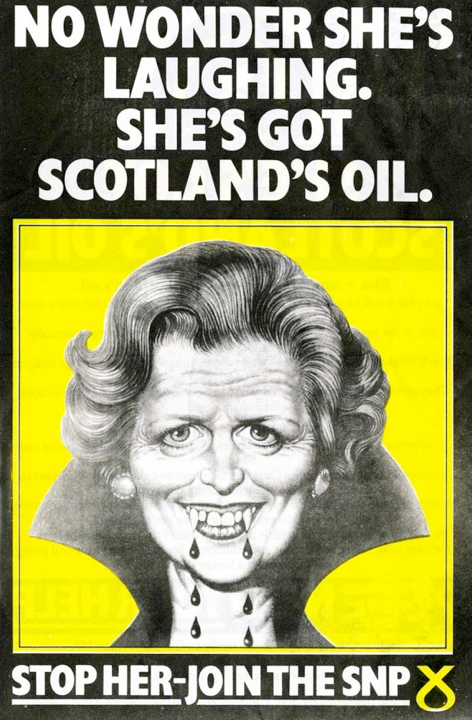 NO WONDER SHE'S
LAUGHING.
SHE'S GOT
SCOTLAND'S OIL.
STOP HER-JOIN THE SNP